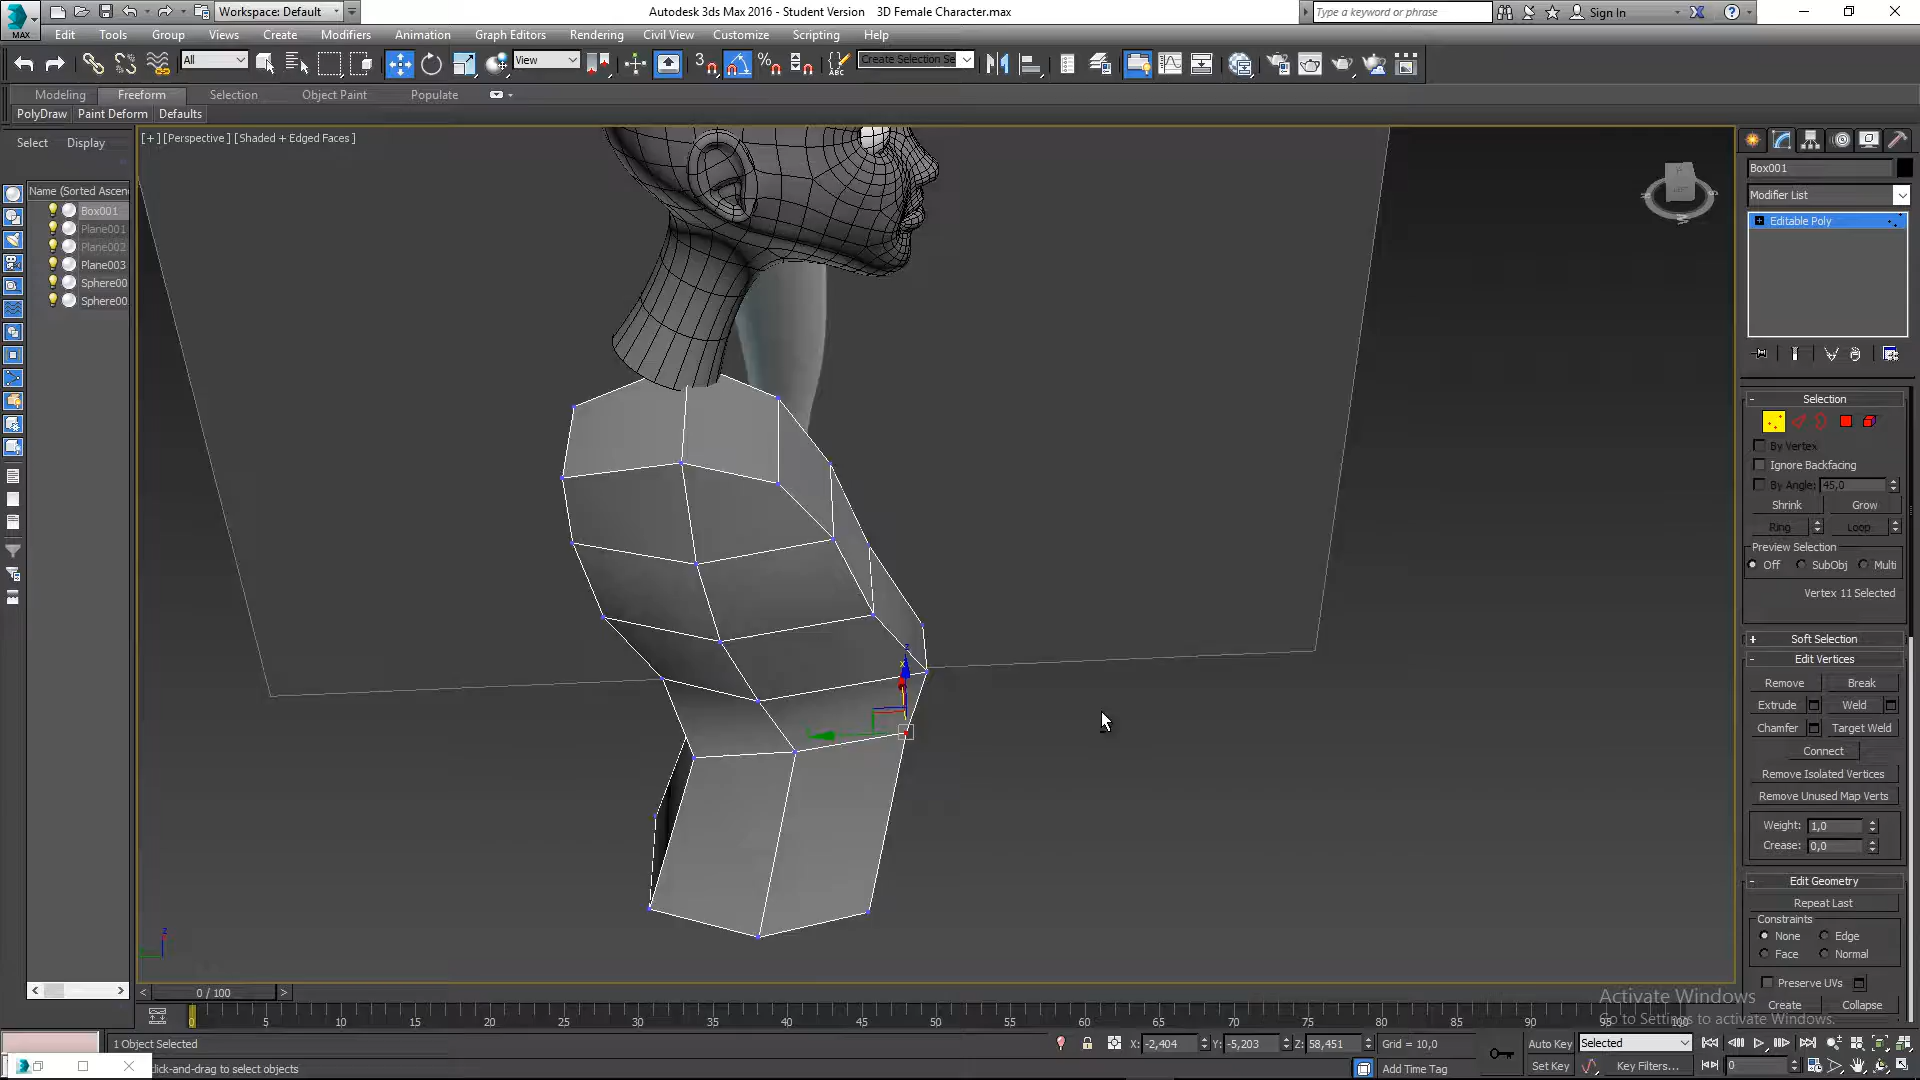 Workspace: Default
Autodesk 3ds Max 2016 - Student Version    3D Female Character.max
Type a keyword or phrase
Sign In
MAX
Edit
Tools
Group
Views
Create
Modifiers
Animation
Graph Editors
Rendering
Civil View
Customize
Scripting
Help
All
View
3
ABC
Create Selection Se
Modeling
Freeform
Selection
Object Paint
Populate
PolyDraw
Paint Deform
Defaults
Select
Display
[+] [Perspective] [Shaded + Edged Faces]
Name (Sorted Ascen
Box001
Plane001
Plane002
Plane003
Sphere00
Sphere00
Box001
Modifier List
Editable Poly
Selection
By Vertex
Ignore Backfacing
By Angle: 45,0
Shrink
Grow
Ring
Loop
Preview Selection
Off
SubObj
Multi
Vertex 11 Selected
Soft Selection
Edit Vertices
Remove
Break
Extrude
Weld
Chamfer
Target Weld
Connect
Remove Isolated Vertices
Remove Unused Map Verts
Weight: 1,0
Crease: 0,0
Edit Geometry
Repeat Last
Constraints
None
Edge
Face
Normal
Preserve UVs
Create
Collapse
Activate Windows
Go to Settings to activate Windows.
z
x
0 / 100
0 5 10 15 20 25 30 35 40 45 50 55 60 65 70 75 80 85 90 95 100
1 Object Selected
X: -2,404
Y: -5,203
Z: 58,451
Grid = 10,0
Auto Key
Selected
click-and-drag to select objects
Add Time Tag
Set Key
Key Filters...
0